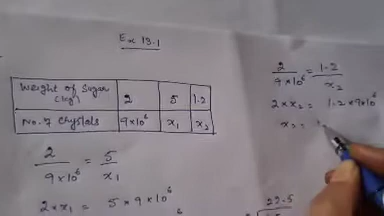 Ex 13.1
Weight of Sugar (kg) 2 5 1.2
No. of Crystals 9×10⁶ x₁ x₂
2/9×10⁶ = 5/x₁
2×x₁ = 5×9×10⁶
2/9×10⁶ = 1.2/x₂
2×x₂ = 1.2×9×10⁶
x₂ =
22.5